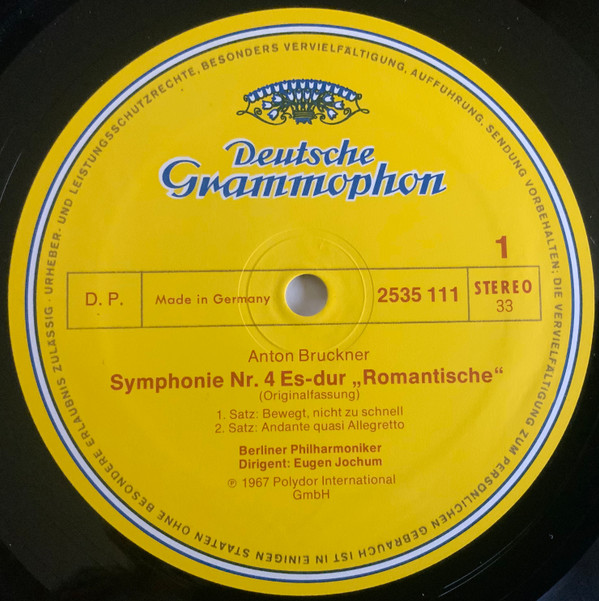 Deutsche
Grammophon
1
D. P.
Made in Germany
2535 111
STEREO
33
Anton Bruckner
Symphonie Nr. 4 Es-dur „Romantische“
(Originalfassung)
1. Satz: Bewegt, nicht zu schnell
2. Satz: Andante quasi Allegretto
Berliner Philharmoniker
Dirigent: Eugen Jochum
℗ 1967 Polydor International
GmbH
URHEBER- UND LEISTUNGSSCHUTZRECHTE, BESONDERS VERVIELFÄLTIGUNG, AUFFÜHRUNG, SENDUNG VORBEHALTEN; DIE VERVIELFÄLTIGUNG ZUM PERSÖNLICHEN GEBRAUCH IST IN EINIGEN STAATEN OHNE BESONDERE ERLAUBNIS ZULÄSSIG ·